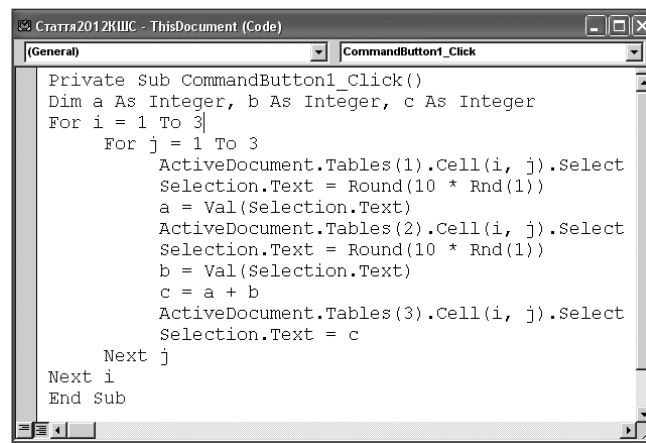 Стаття2012КШС - ThisDocument (Code)
(General) CommandButton1_Click
Private Sub CommandButton1_Click()
Dim a As Integer, b As Integer, c As Integer
For i = 1 To 3
For j = 1 To 3
ActiveDocument.Tables(1).Cell(i, j).Select
Selection.Text = Round(10 * Rnd(1))
a = Val(Selection.Text)
ActiveDocument.Tables(2).Cell(i, j).Select
Selection.Text = Round(10 * Rnd(1))
b = Val(Selection.Text)
c = a + b
ActiveDocument.Tables(3).Cell(i, j).Select
Selection.Text = c
Next j
Next i
End Sub